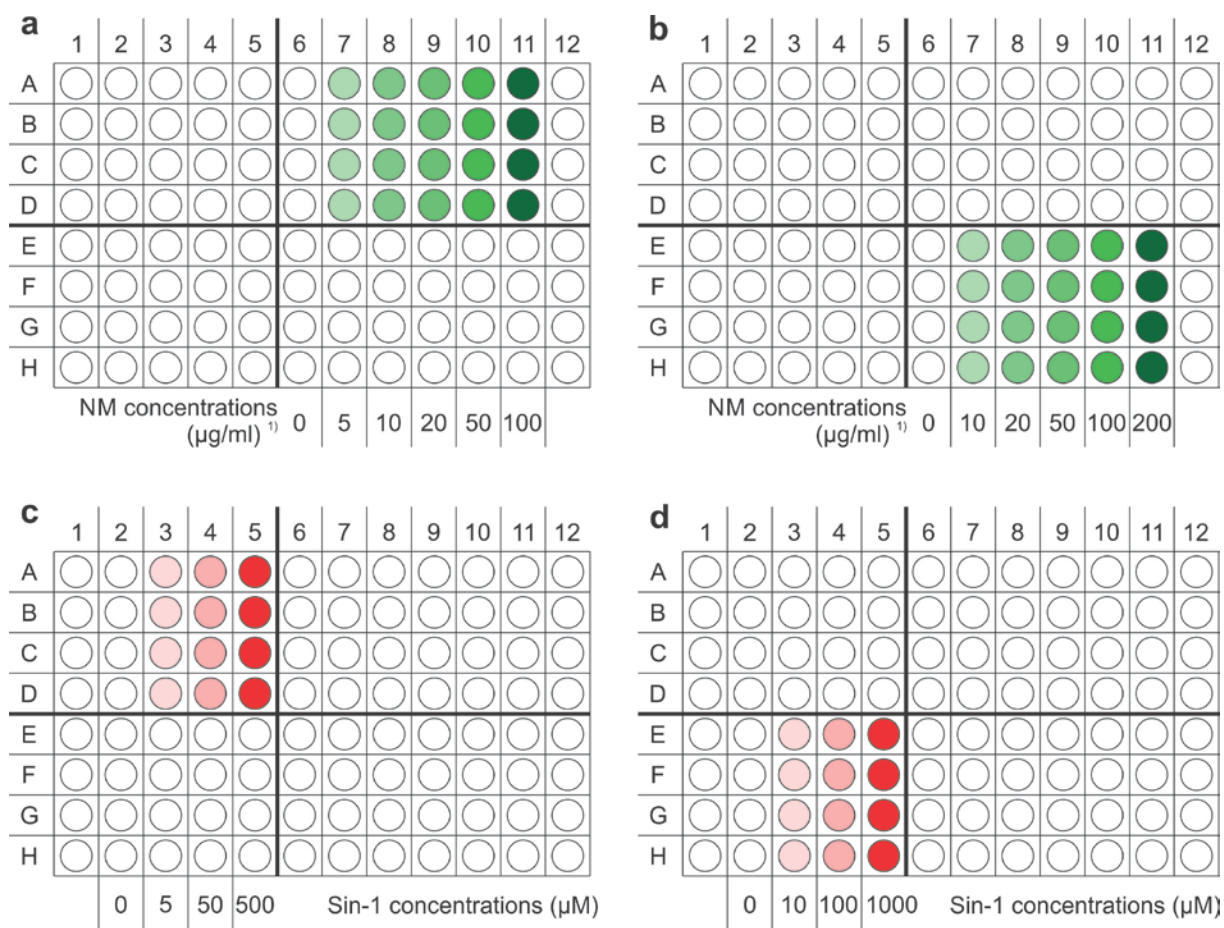 a
1 2 3 4 5 6 7 8 9 10 11 12
A
B
C
D
E
F
G
H
NM concentrations
(µg/ml) 1) 0 5 10 20 50 100
b
1 2 3 4 5 6 7 8 9 10 11 12
A
B
C
D
E
F
G
H
NM concentrations
(µg/ml) 1) 0 10 20 50 100 200
c
1 2 3 4 5 6 7 8 9 10 11 12
A
B
C
D
E
F
G
H
0 5 50 500 Sin-1 concentrations (µM)
d
1 2 3 4 5 6 7 8 9 10 11 12
A
B
C
D
E
F
G
H
0 10 100 1000 Sin-1 concentrations (µM)